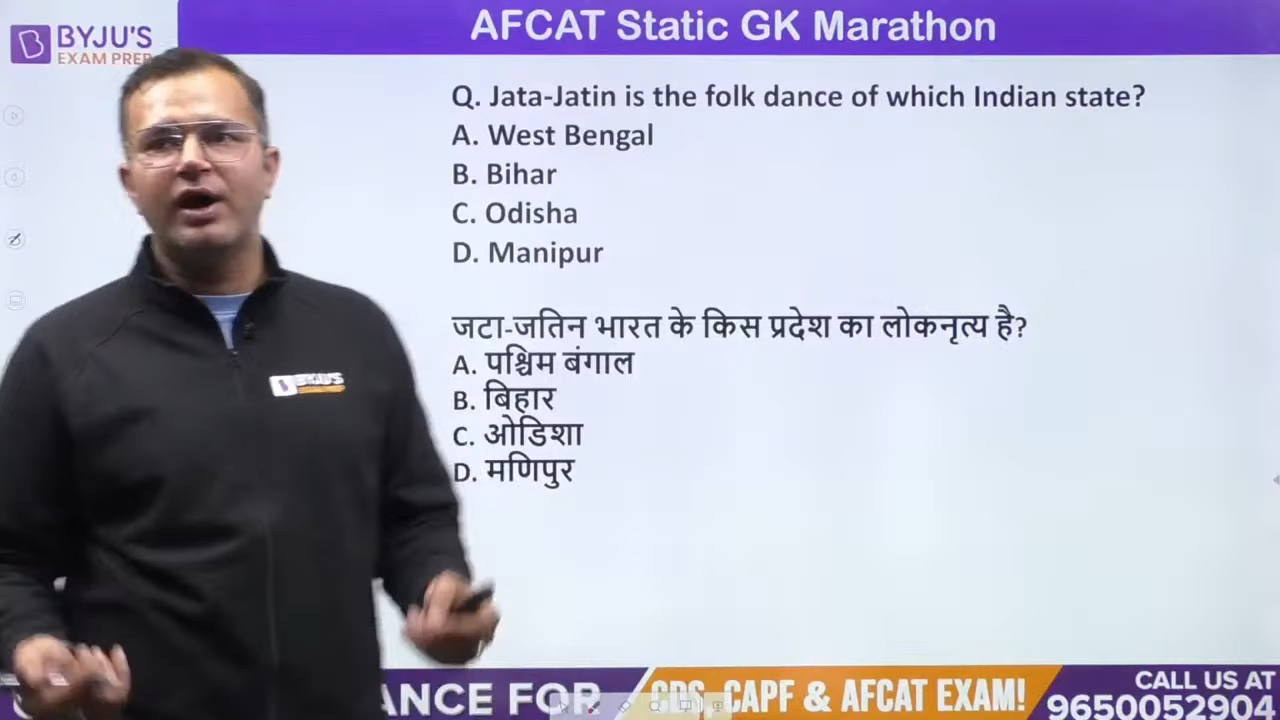 AFCAT Static GK Marathon
BYJU'S
EXAM PREP
Q. Jata-Jatin is the folk dance of which Indian state?
A. West Bengal
B. Bihar
C. Odisha
D. Manipur
जटा-जतिन भारत के किस प्रदेश का लोकनृत्य है?
A. पश्चिम बंगाल
B. बिहार
C. ओडिशा
D. मणिपुर
BYJU'S
ANCE FOR
CDS, CAPF & AFCAT EXAM!
CALL US AT
9650052904